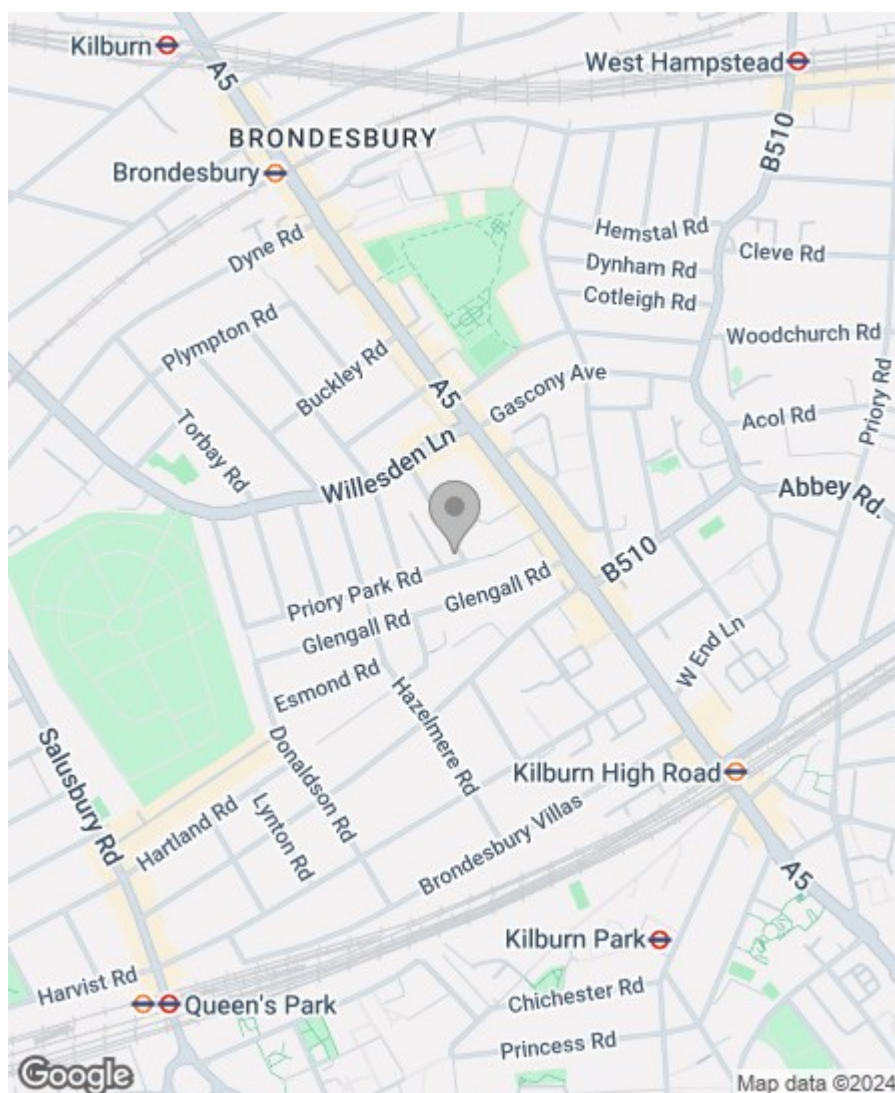 Kilburn
West Hampstead
A5
B510
BRONDESBURY
Brondesbury
Hemstal Rd
Dyne Rd
Cleve Rd
Dynham Rd
Cotleigh Rd
Plympton Rd
Woodchurch Rd
Buckley Rd
A5
Gascony Ave
Priory Rd
Torbay Rd
Acol Rd
Willesden Ln
Abbey Rd.
B510
Priory Park Rd
Glengall Rd
Glengall Rd
Esmond Rd
W End Ln
Hazelmere Rd
Salusbury Rd
Donaldson Rd
Kilburn High Road
Hartland Rd
Lynton Rd
Brondesbury Villas
A5
Kilburn Park
Harvist Rd
Queen's Park
Chichester Rd
Princess Rd
Google
Map data ©2024